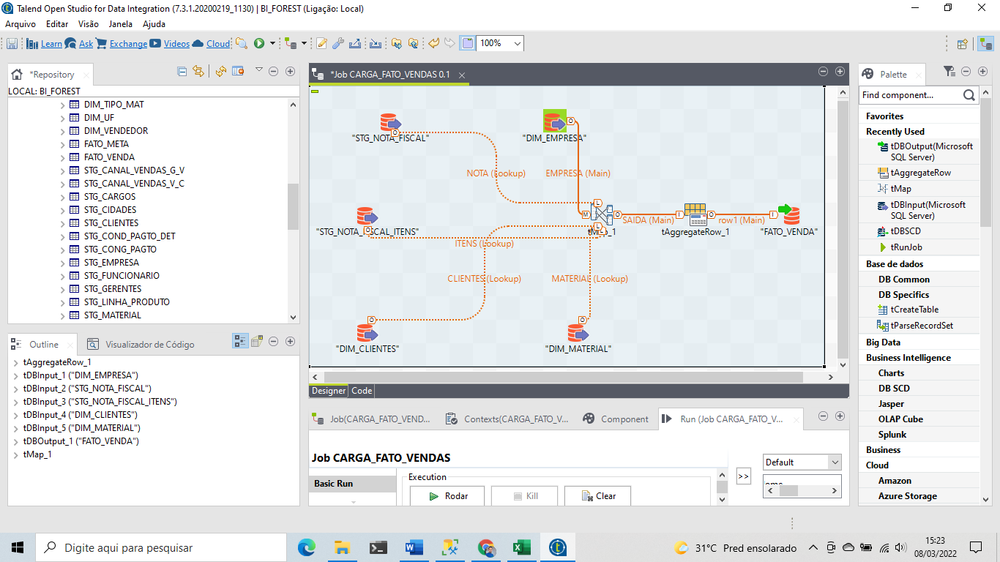 Talend Open Studio for Data Integration (7.3.1.20200219_1130) | BI_FOREST (Ligação: Local)
Arquivo Editar Visão Janela Ajuda
Learn Ask Exchange Videos Cloud 100%
*Repository
LOCAL: BI_FOREST
DIM_TIPO_MAT
DIM_UF
DIM_VENDEDOR
FATO_META
FATO_VENDA
STG_CANAL_VENDAS_G_V
STG_CANAL_VENDAS_V_C
STG_CARGOS
STG_CIDADES
STG_CLIENTES
STG_COND_PAGTO_DET
STG_CONG_PAGTO
STG_EMPRESA
STG_FUNCIONARIO
STG_GERENTES
STG_LINHA_PRODUTO
STG_MATERIAL
Outline Visualizador de Código
tAggregateRow_1
tDBInput_1 ("DIM_EMPRESA")
tDBInput_2 ("STG_NOTA_FISCAL")
tDBInput_3 ("STG_NOTA_FISCAL_ITENS")
tDBInput_4 ("DIM_CLIENTES")
tDBInput_5 ("DIM_MATERIAL")
tDBOutput_1 ("FATO_VENDA")
tMap_1
*Job CARGA_FATO_VENDAS 0.1
"STG_NOTA_FISCAL" "DIM_EMPRESA"
NOTA (Lookup) EMPRESA (Main)
SAIDA (Main) row1 (Main)
"STG_NOTA_FISCAL_ITENS" tMap_1 tAggregateRow_1 "FATO_VENDA"
ITENS (Lookup)
CLIENTES (Lookup) MATERIAL (Lookup)
"DIM_CLIENTES" "DIM_MATERIAL"
Designer Code
Job(CARGA_FATO_VEND... Contexts(CARGA_FATO_V... Component Run (Job CARGA_FATO_V...
Job CARGA_FATO_VENDAS
Basic Run
Execution
Rodar Kill Clear
>>
Default
Palette
Find component...
Favorites
Recently Used
tDBOutput(Microsoft
SQL Server)
tAggregateRow
tMap
tDBInput(Microsoft
SQL Server)
tDBSCD
tRunJob
Base de dados
DB Common
DB Specifics
tCreateTable
tParseRecordSet
Big Data
Business Intelligence
Charts
DB SCD
Jasper
OLAP Cube
Splunk
Business
Cloud
Amazon
Azure Storage
Digite aqui para pesquisar
31°C Pred ensolarado
15:23
08/03/2022